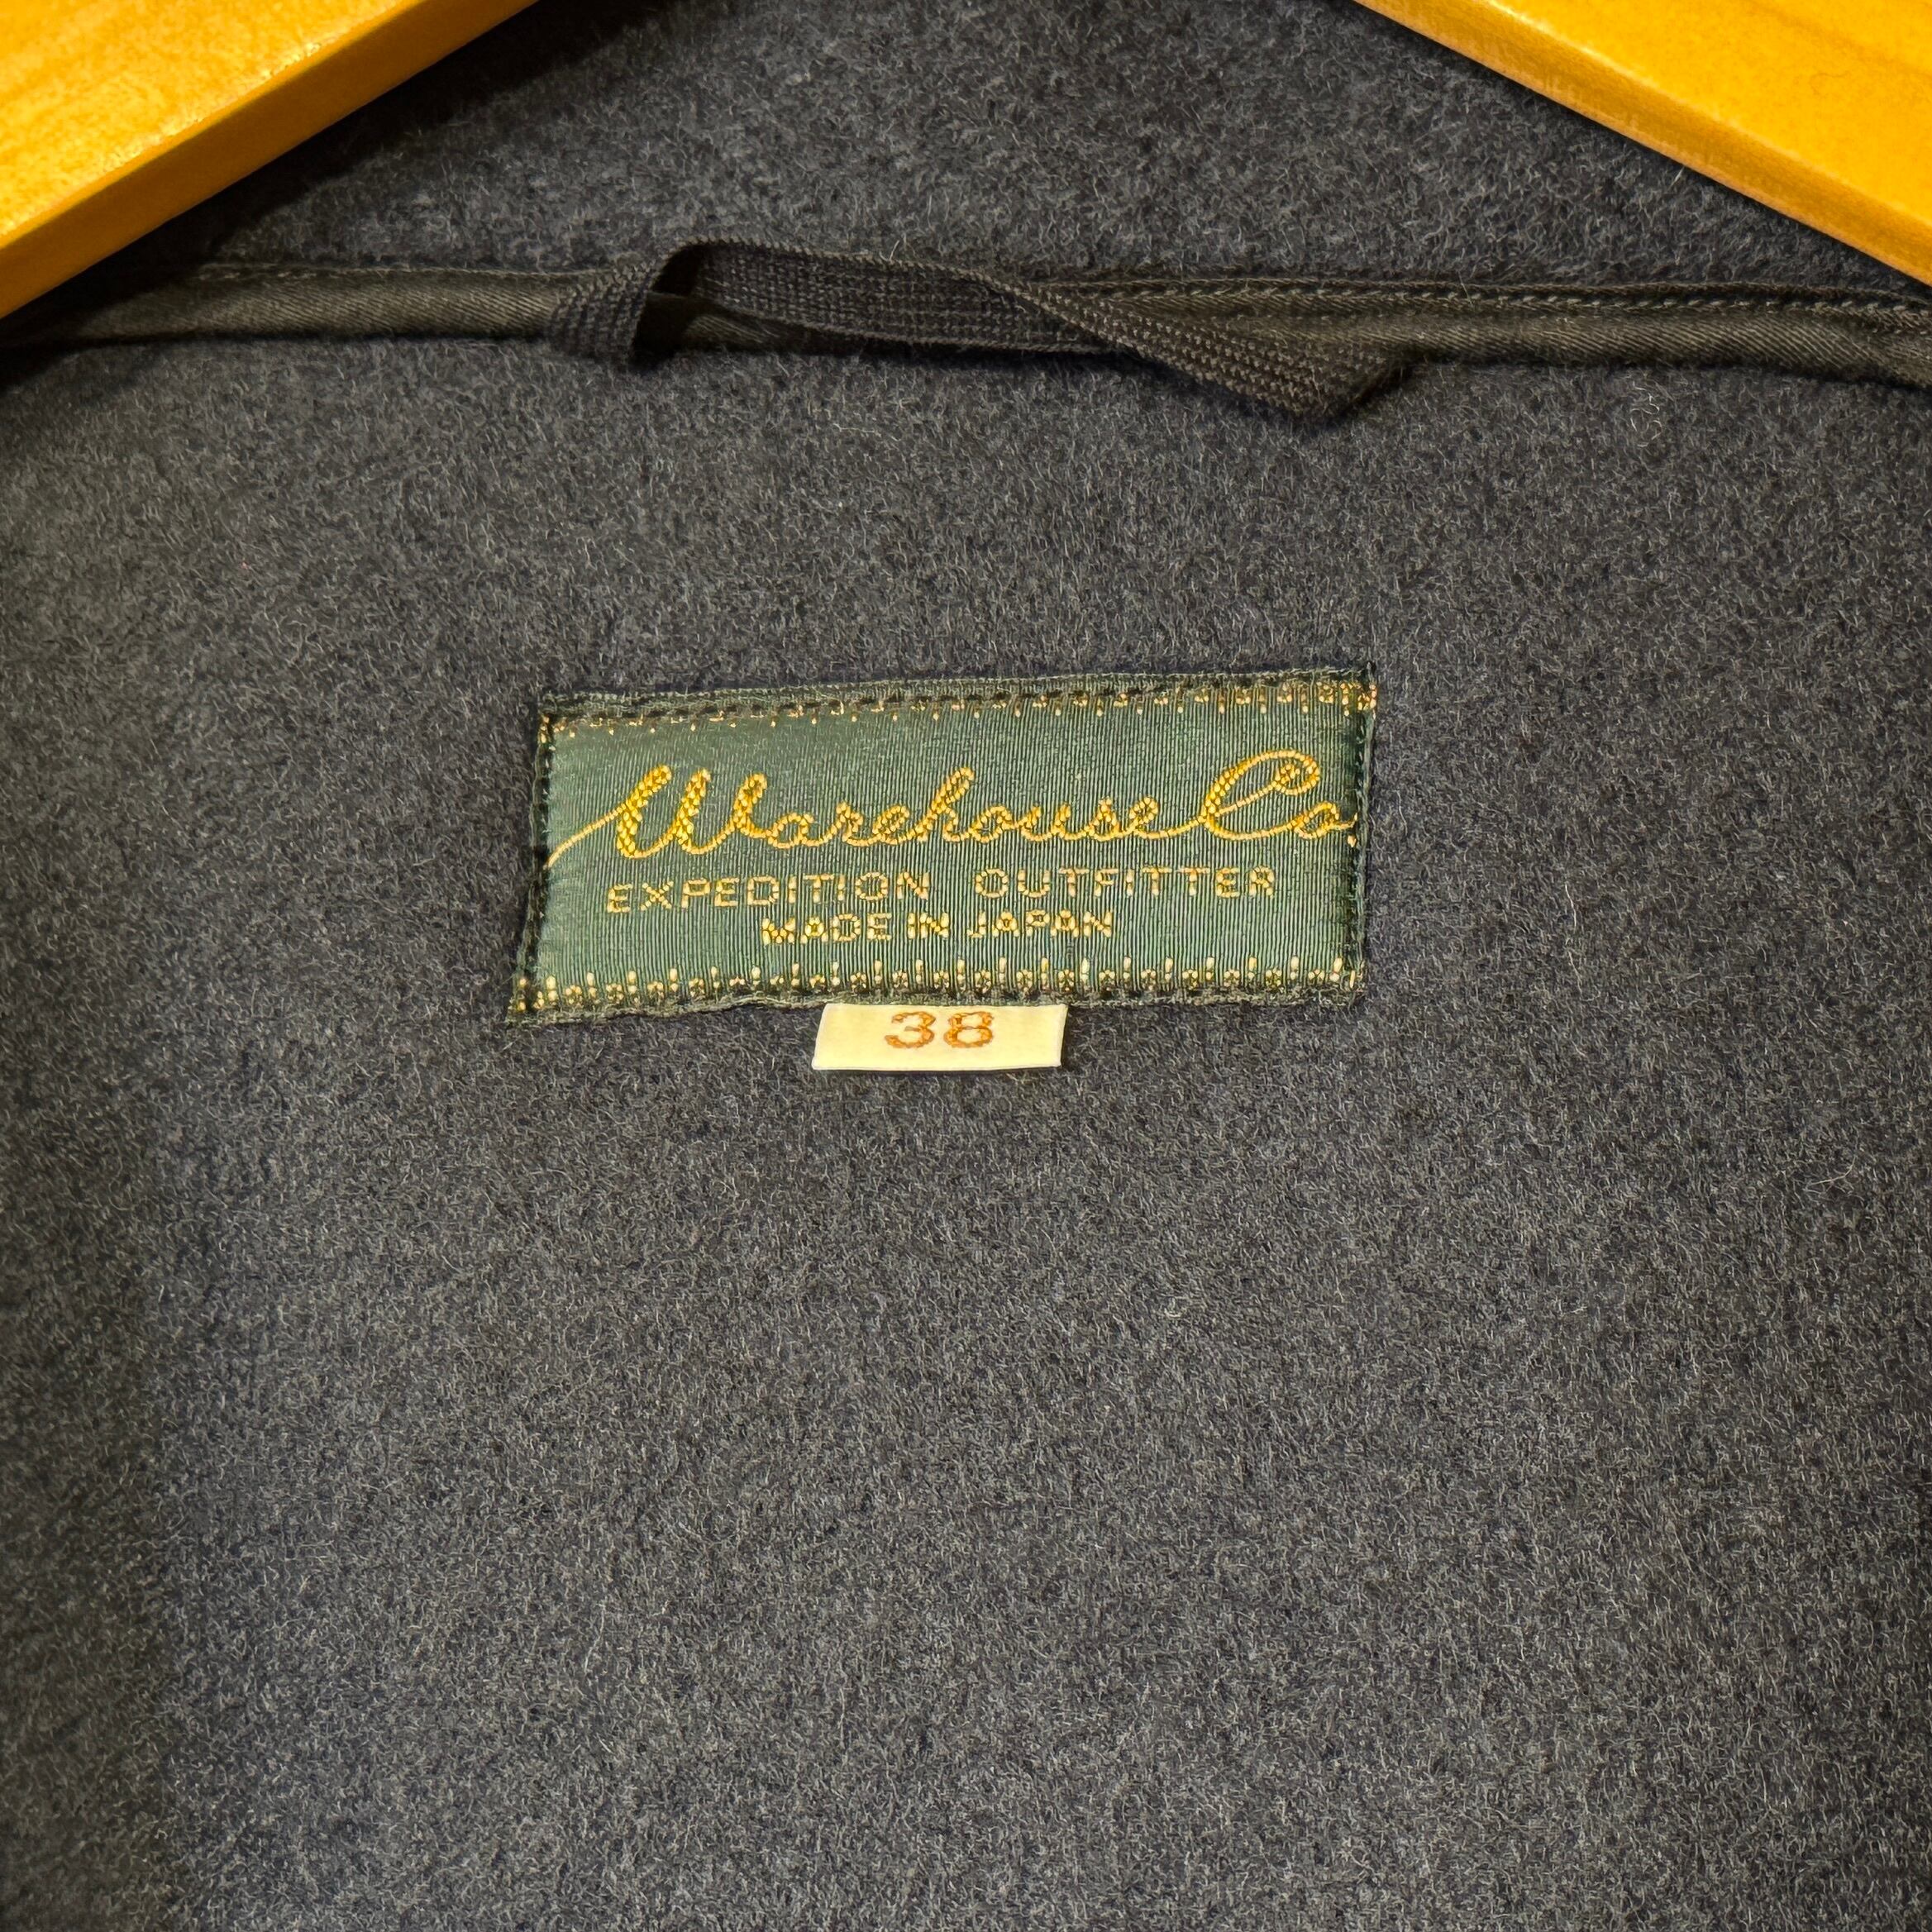 Warehouse Co.
EXPEDITION OUTFITTER
MADE IN JAPAN
38